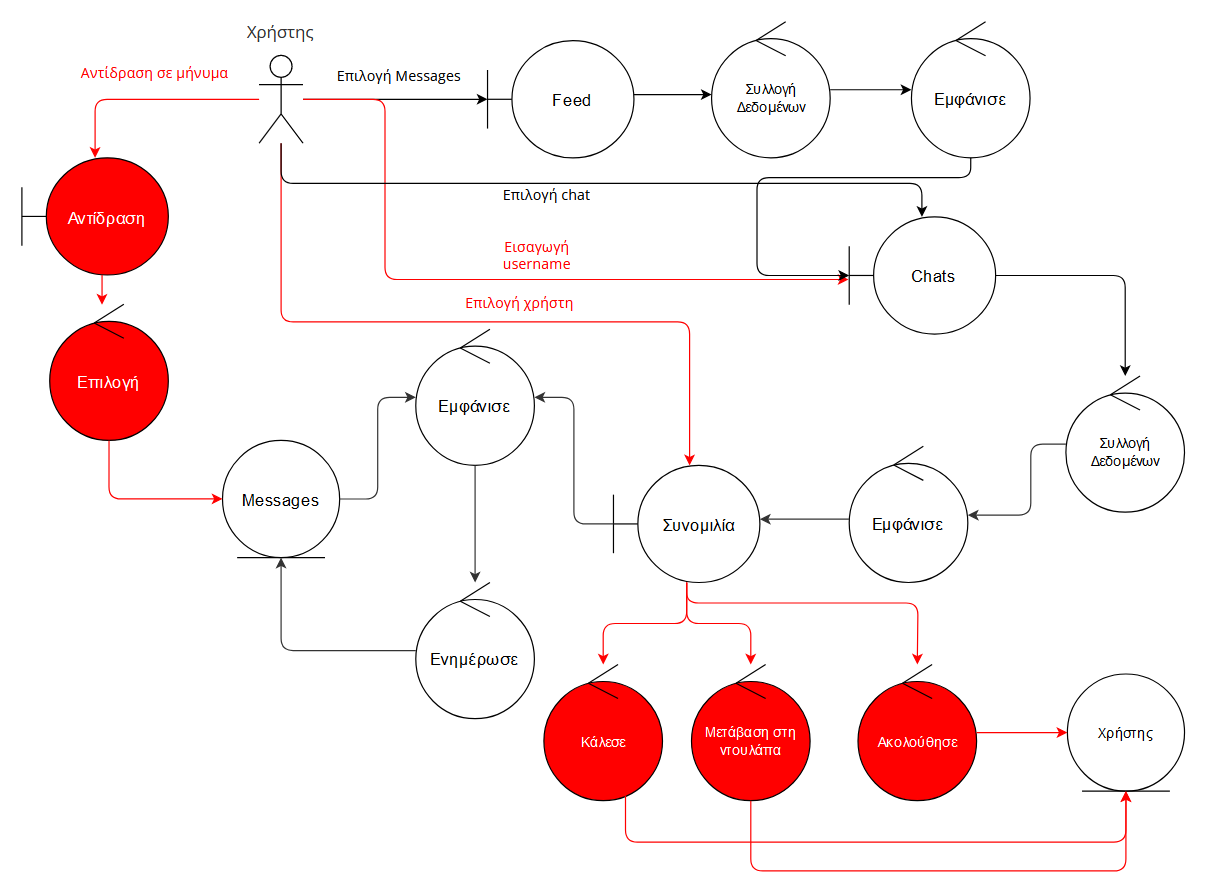 Χρήστης
Αντίδραση σε μήνυμα
Επιλογή Messages
Feed
Συλλογή
Δεδομένων
Εμφάνισε
Αντίδραση
Επιλογή chat
Εισαγωγή
username
Chats
Επιλογή χρήστη
Επιλογή
Εμφάνισε
Συλλογή
Δεδομένων
Messages
Συνομιλία
Εμφάνισε
Ενημέρωσε
Κάλεσε
Μετάβαση στη
ντουλάπα
Ακολούθησε
Χρήστης